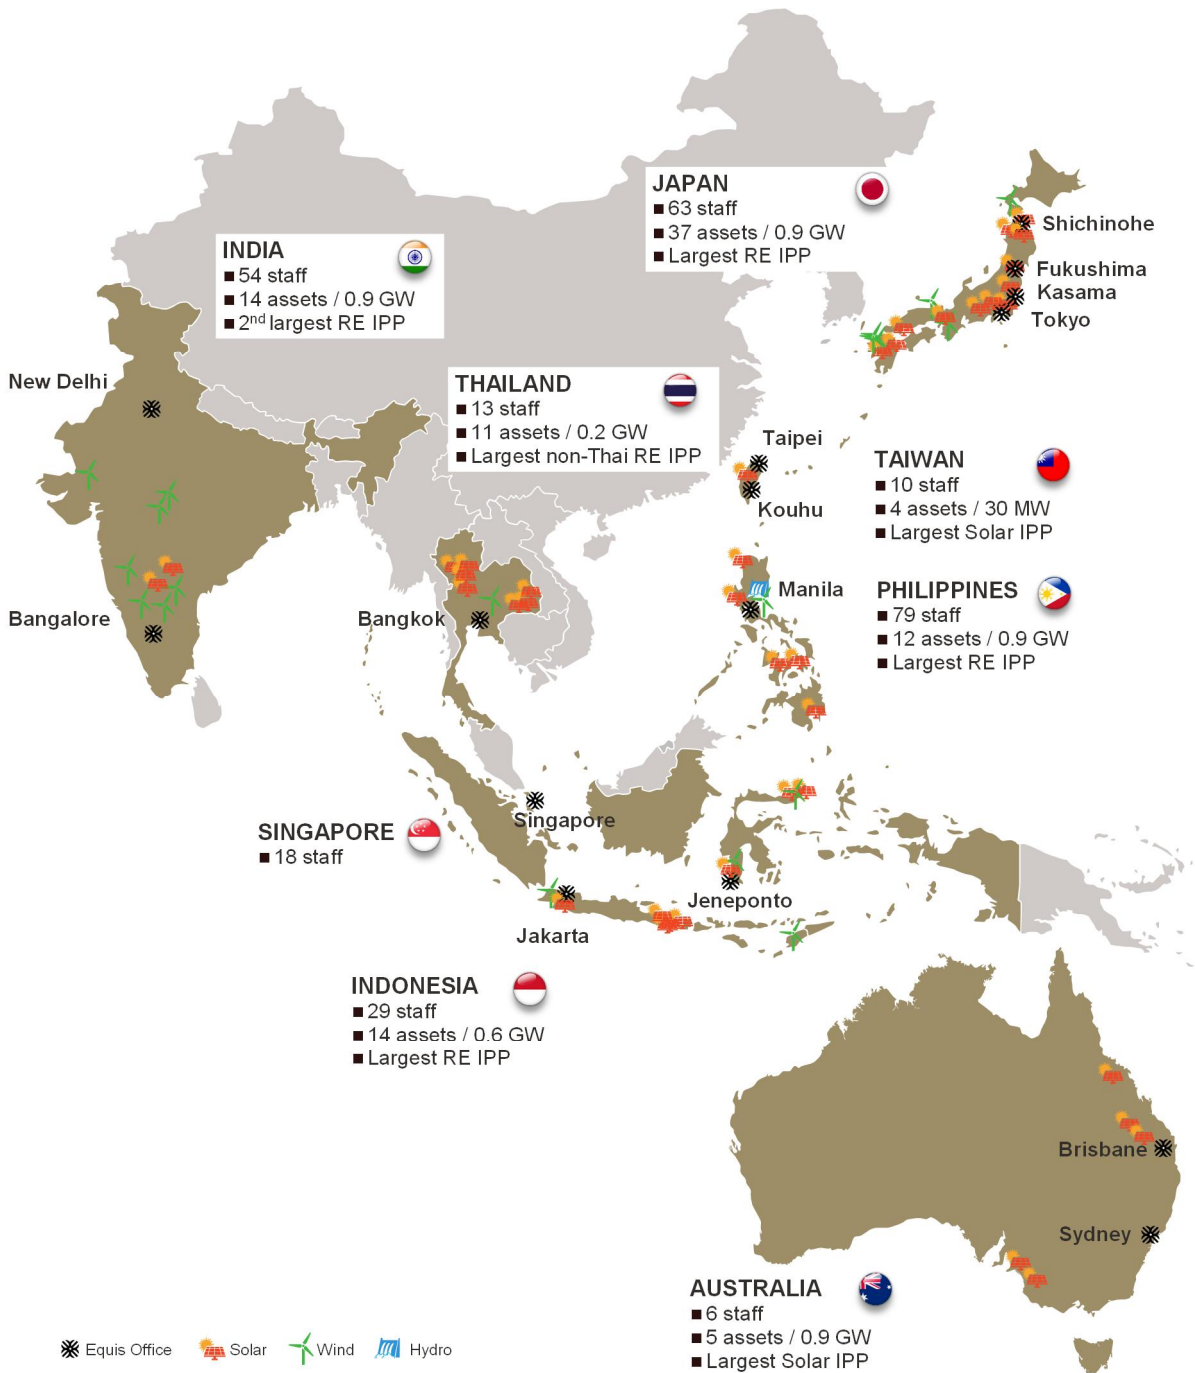 JAPAN
■ 63 staff
■ 37 assets / 0.9 GW
■ Largest RE IPP
Shichinohe
Fukushima
Kasama
Tokyo
INDIA
■ 54 staff
■ 14 assets / 0.9 GW
■ 2nd largest RE IPP
New Delhi
Bangalore
THAILAND
■ 13 staff
■ 11 assets / 0.2 GW
■ Largest non-Thai RE IPP
Bangkok
Taipei
Kouhu
TAIWAN
■ 10 staff
■ 4 assets / 30 MW
■ Largest Solar IPP
Manila
PHILIPPINES
■ 79 staff
■ 12 assets / 0.9 GW
■ Largest RE IPP
Singapore
SINGAPORE
■ 18 staff
Jeneponto
Jakarta
INDONESIA
■ 29 staff
■ 14 assets / 0.6 GW
■ Largest RE IPP
Brisbane
Sydney
AUSTRALIA
■ 6 staff
■ 5 assets / 0.9 GW
■ Largest Solar IPP
Equis Office Solar Wind Hydro